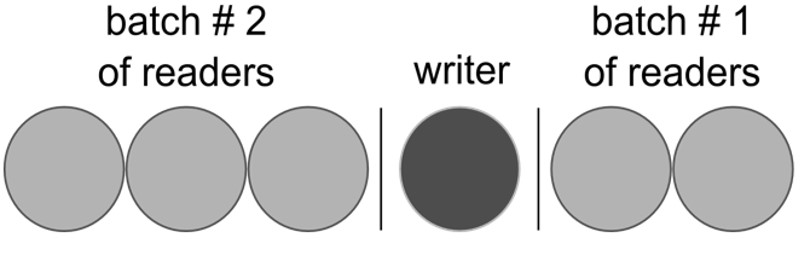 batch # 2
of readers
writer
batch # 1
of readers